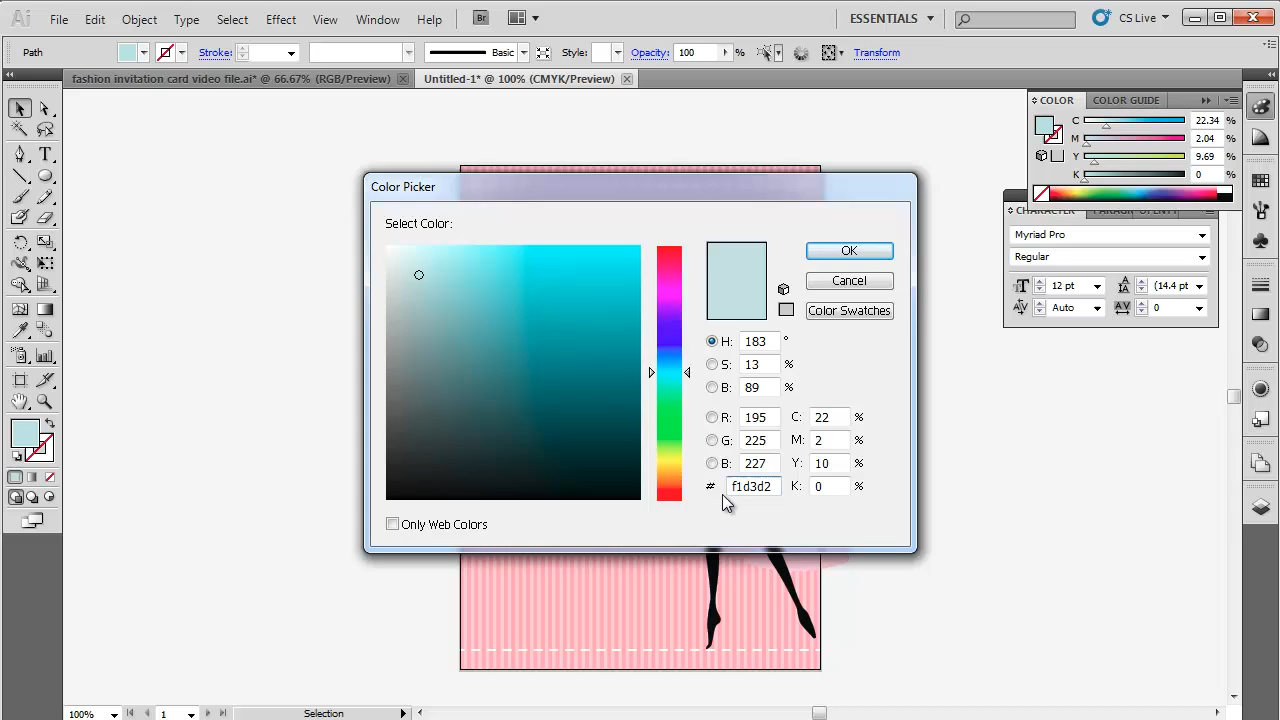 Ai File Edit Object Type Select Effect View Window Help Br ESSENTIALS CS Live
Path Stroke: Basic Style: Opacity: 100 % Transform
fashion invitation card video file.ai* @ 66.67% (RGB/Preview) Untitled-1* @ 100% (CMYK/Preview)
COLOR COLOR GUIDE
C 22.34 %
M 2.04 %
Y 9.69 %
K 0 %
CHARACTER PARAGR OPENTY
Myriad Pro
Regular
12 pt (14.4 pt
Auto 0
Color Picker
Select Color:
OK
Cancel
Color Swatches
H: 183 °
S: 13 %
B: 89 %
R: 195 C: 22 %
G: 225 M: 2 %
B: 227 Y: 10 %
# f1d3d2 K: 0 %
Only Web Colors
100% 1 Selection